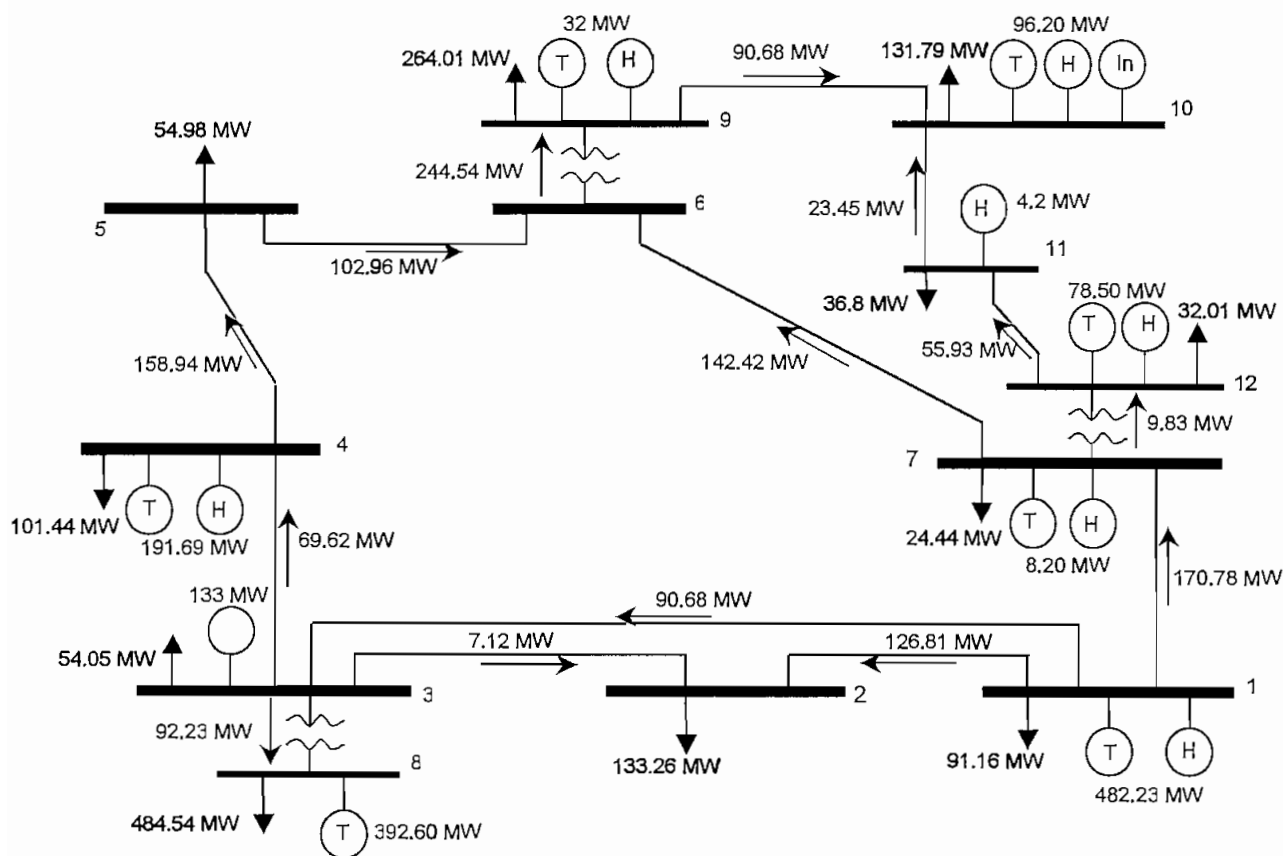 32 MW
96.20 MW
264.01 MW
T
H
90.68 MW
131.79 MW
T
H
In
9
10
54.98 MW
244.54 MW
6
5
23.45 MW
H
4.2 MW
11
102.96 MW
36.8 MW
78.50 MW
32.01 MW
T
H
158.94 MW
142.42 MW
55.93 MW
12
9.83 MW
4
7
101.44 MW
T
H
191.69 MW
69.62 MW
24.44 MW
T
H
8.20 MW
170.78 MW
133 MW
90.68 MW
54.05 MW
7.12 MW
126.81 MW
3
2
1
92.23 MW
8
133.26 MW
91.16 MW
T
H
482.23 MW
484.54 MW
T
392.60 MW